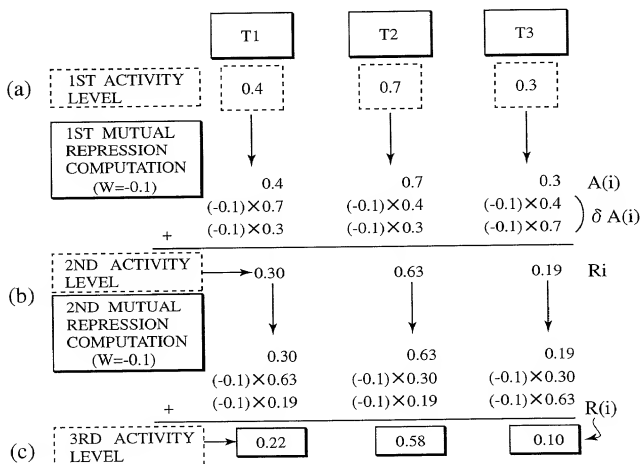 T1 T2 T3
(a) 1ST ACTIVITY LEVEL 0.4 0.7 0.3
1ST MUTUAL
REPRESSION
COMPUTATION
(W=-0.1)
0.4 0.7 0.3 A(i)
(-0.1)×0.7 (-0.1)×0.4 (-0.1)×0.4 δ A(i)
(-0.1)×0.3 (-0.1)×0.3 (-0.1)×0.7
+
(b) 2ND ACTIVITY LEVEL 0.30 0.63 0.19 Ri
2ND MUTUAL
REPRESSION
COMPUTATION
(W=-0.1)
0.30 0.63 0.19
(-0.1)×0.63 (-0.1)×0.30 (-0.1)×0.30
(-0.1)×0.19 (-0.1)×0.19 (-0.1)×0.63
+ R(i)
(c) 3RD ACTIVITY LEVEL 0.22 0.58 0.10